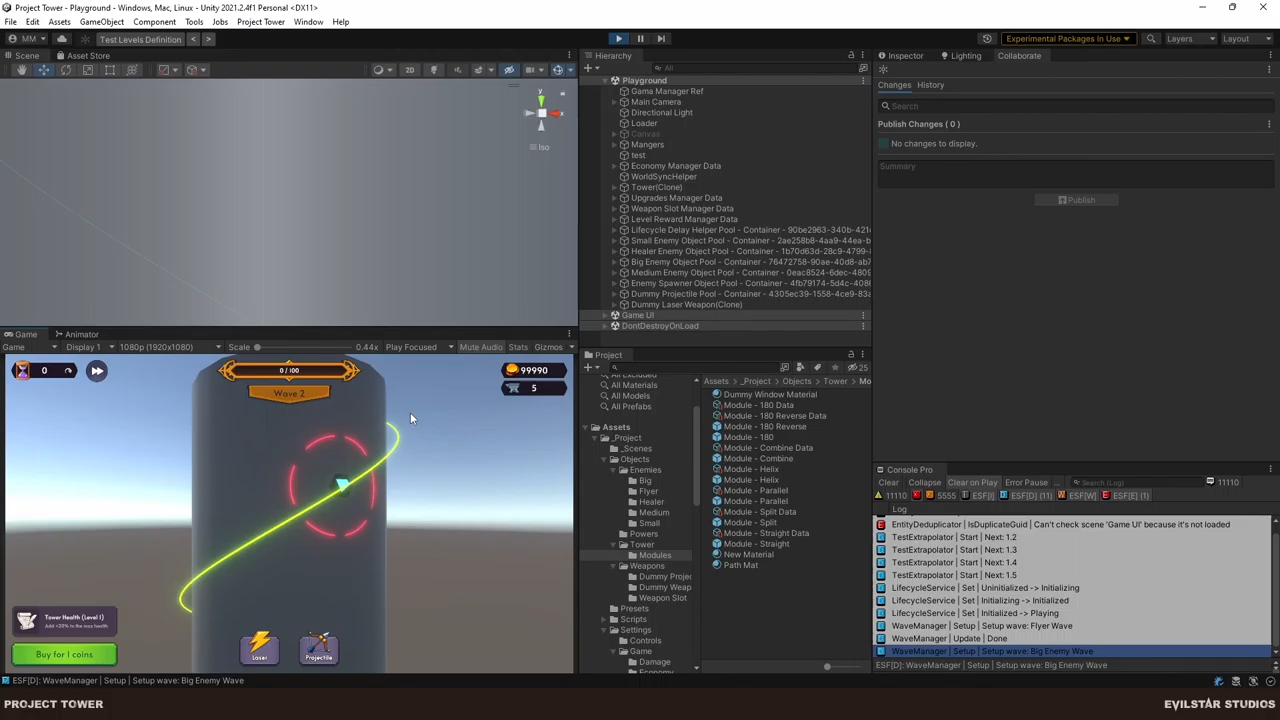 Project Tower - Playground - Windows, Mac, Linux - Unity 2021.2.4f1 Personal <DX11>
File Edit Assets GameObject Component Tools Jobs Project Tower Window Help
MM Test Levels Definition < > Experimental Packages In Use Layers Layout
Scene Asset Store
2D
y
x
Iso
Game Animator
Game Display 1 1080p (1920x1080) Scale 0.44x Play Focused Mute Audio Stats Gizmos
0
0 / 100
99990
Wave 2
5
Tower Health (Level 1)
Add +20% to the max health
Buy for 1 coins
Laser
Projectile
Hierarchy
All
Playground
Gama Manager Ref
Main Camera
Directional Light
Loader
Canvas
Mangers
test
Economy Manager Data
WorldSyncHelper
Tower(Clone)
Upgrades Manager Data
Weapon Slot Manager Data
Level Reward Manager Data
Lifecycle Delay Helper Pool - Container - 90be2963-340b-421
Small Enemy Object Pool - Container - 2ae258b8-4aa9-44ea-b
Healer Enemy Object Pool - Container - 1b70d63d-28c9-4799-
Big Enemy Object Pool - Container - 76472758-90ae-40d8-ab7
Medium Enemy Object Pool - Container - 0eac8524-6dec-4809
Enemy Spawner Object Pool - Container - 4fb79174-5d4c-408
Dummy Projectile Pool - Container - 4305ec39-1558-4ce9-83a
Dummy Laser Weapon(Clone)
Game UI
DontDestroyOnLoad
Project
25
All Excluded
All Materials
All Models
All Prefabs
Assets
_Project
_Scenes
Objects
Enemies
Big
Flyer
Healer
Medium
Small
Powers
Tower
Modules
Weapons
Dummy Projec
Dummy Weap
Weapon Slot
Presets
Scripts
Settings
Controls
Game
Damage
Economy
Assets _Project Objects Tower Mo
Dummy Window Material
Module - 180 Data
Module - 180 Reverse Data
Module - 180 Reverse
Module - 180
Module - Combine Data
Module - Combine
Module - Helix
Module - Helix
Module - Parallel
Module - Parallel
Module - Split Data
Module - Split
Module - Straight Data
Module - Straight
New Material
Path Mat
Inspector Lighting Collaborate
Changes History
Search
Publish Changes ( 0 )
No changes to display.
Summary
Publish
Console Pro
Clear Collapse Clear on Play Error Pause ... Search (Log) 11110
11110 5555 ESF[I] ESF[D] (11) ESF[W] ESF[E] (1)
Log
EntityDeduplicator | IsDuplicateGuid | Can't check scene 'Game UI' because it's not loaded
TestExtrapolator | Start | Next: 1.2
TestExtrapolator | Start | Next: 1.3
TestExtrapolator | Start | Next: 1.4
TestExtrapolator | Start | Next: 1.5
LifecycleService | Set | Uninitialized -> Initializing
LifecycleService | Set | Initializing -> Initialized
LifecycleService | Set | Initialized -> Playing
WaveManager | Setup | Setup wave: Flyer Wave
WaveManager | Update | Done
WaveManager | Setup | Setup wave: Big Enemy Wave
ESF[D]: WaveManager | Setup | Setup wave: Big Enemy Wave
ESF[D]: WaveManager | Setup | Setup wave: Big Enemy Wave
PROJECT TOWER
EVILSTAR STUDIOS